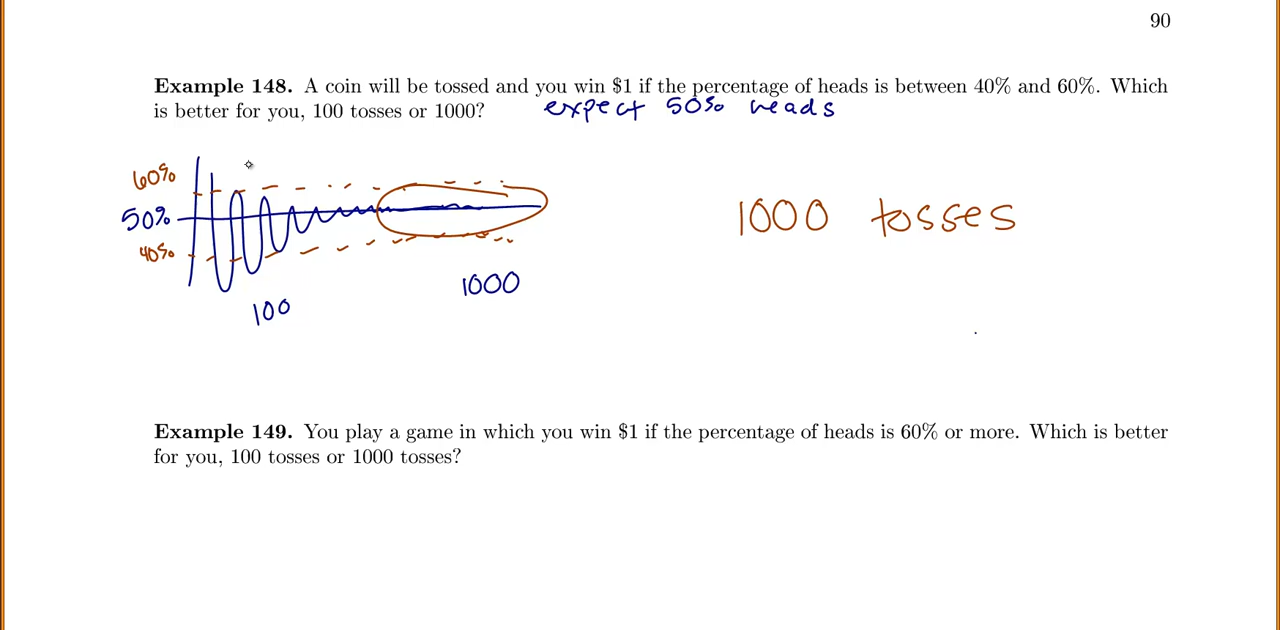 90
Example 148. A coin will be tossed and you win $1 if the percentage of heads is between 40% and 60%. Which
is better for you, 100 tosses or 1000?
expect 50% heads
60%
50%
40%
1000 tosses
1000
100
Example 149. You play a game in which you win $1 if the percentage of heads is 60% or more. Which is better
for you, 100 tosses or 1000 tosses?